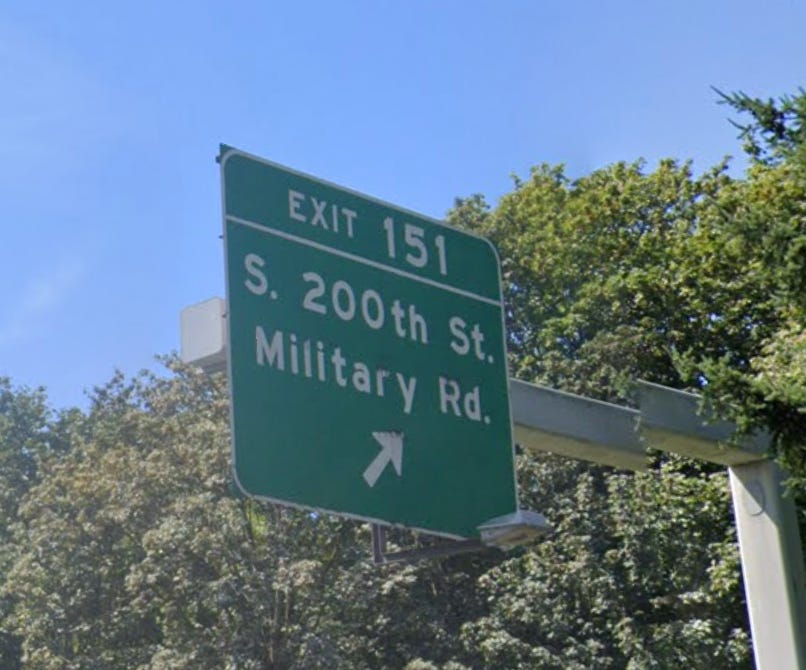 EXIT 151
S. 200th St.
Military Rd.